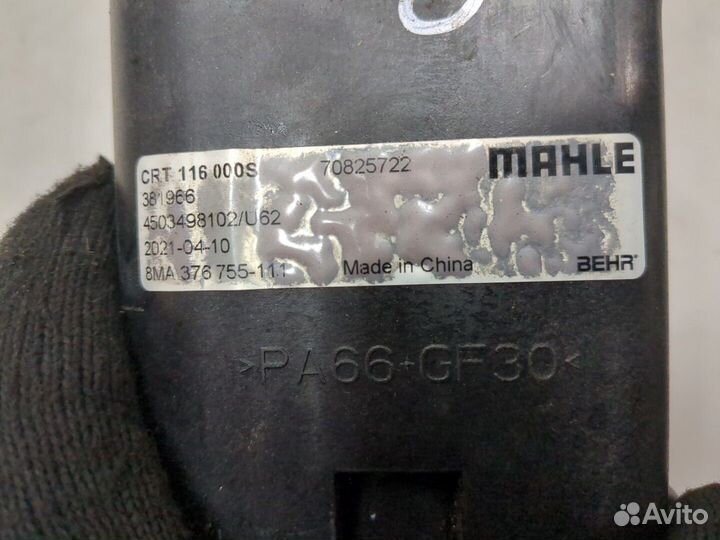 CRT 116 000S 70825722 MAHLE
381966
4503498102/U62
2021-04-10
8MA 376 755-111 Made in China BEHR®
>PA66+GF30<
Avito